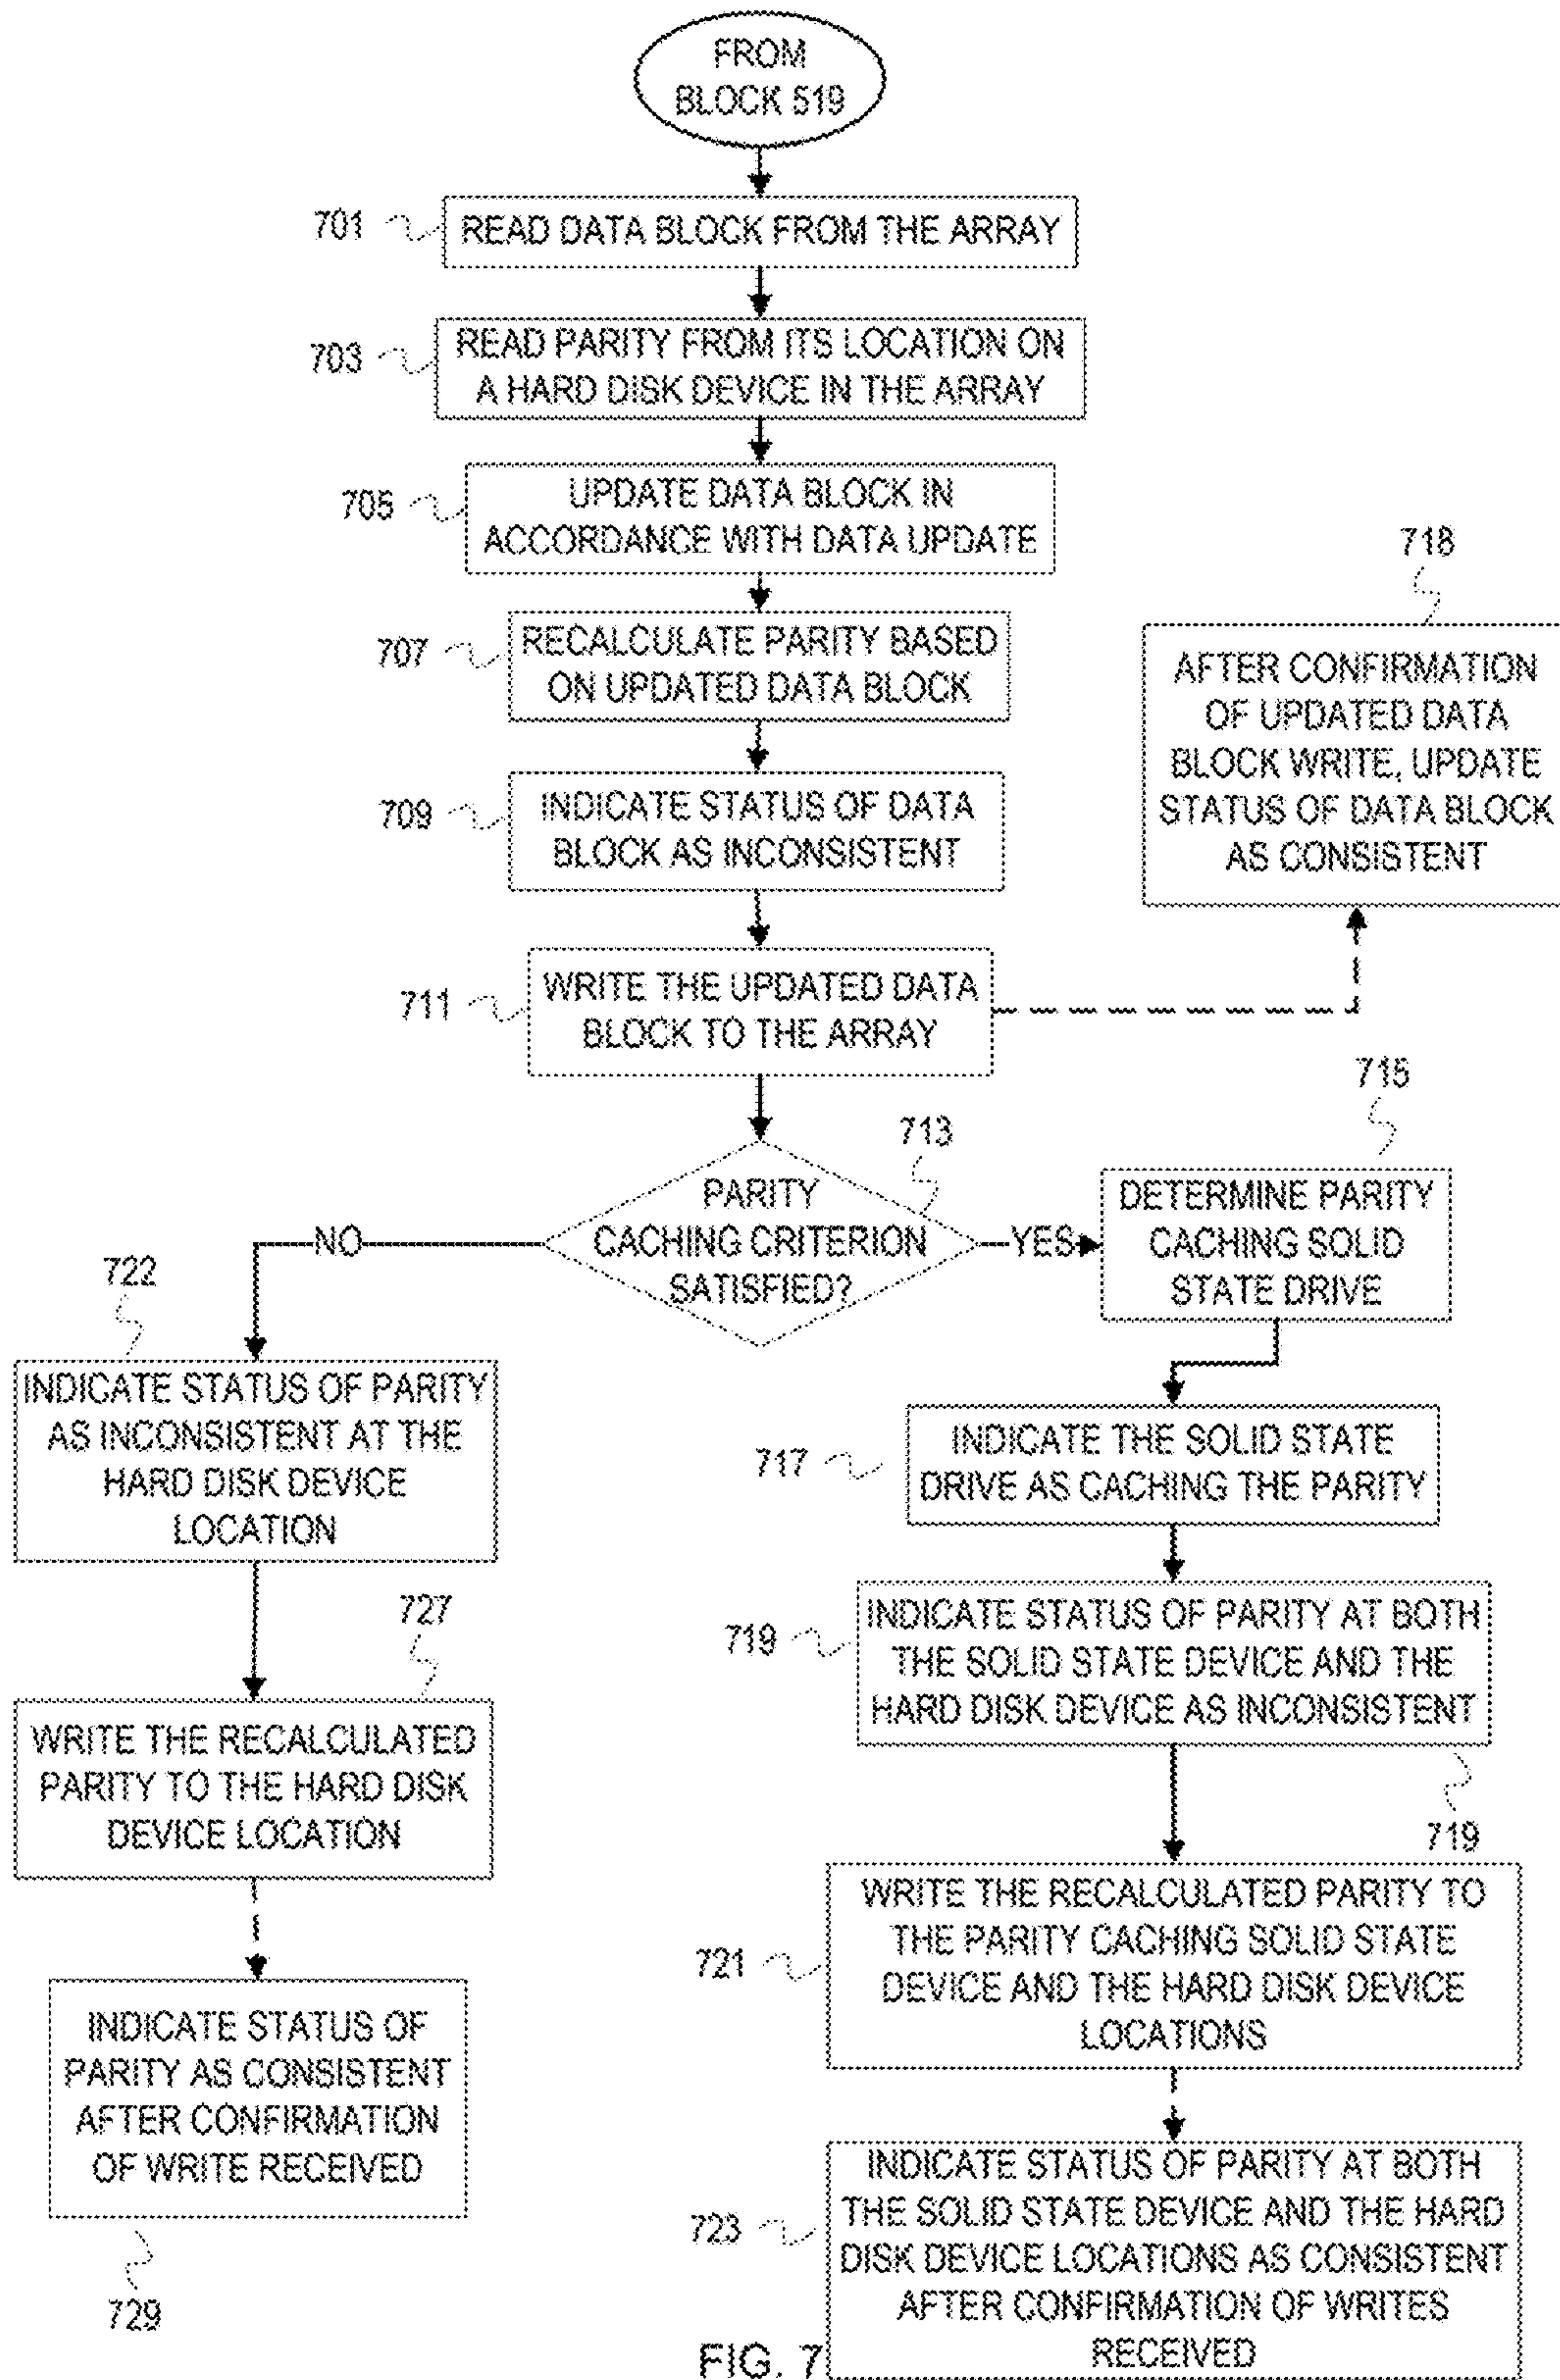 FROM
BLOCK 519
701
READ DATA BLOCK FROM THE ARRAY
703
READ PARITY FROM ITS LOCATION ON
A HARD DISK DEVICE IN THE ARRAY
705
UPDATE DATA BLOCK IN
ACCORDANCE WITH DATA UPDATE
707
RECALCULATE PARITY BASED
ON UPDATED DATA BLOCK
709
INDICATE STATUS OF DATA
BLOCK AS INCONSISTENT
711
WRITE THE UPDATED DATA
BLOCK TO THE ARRAY
718
AFTER CONFIRMATION
OF UPDATED DATA
BLOCK WRITE, UPDATE
STATUS OF DATA BLOCK
AS CONSISTENT
713
PARITY
CACHING CRITERION
SATISFIED?
NO
YES
715
DETERMINE PARITY
CACHING SOLID
STATE DRIVE
722
INDICATE STATUS OF PARITY
AS INCONSISTENT AT THE
HARD DISK DEVICE
LOCATION
727
WRITE THE RECALCULATED
PARITY TO THE HARD DISK
DEVICE LOCATION
INDICATE STATUS OF
PARITY AS CONSISTENT
AFTER CONFIRMATION
OF WRITE RECEIVED
729
717
INDICATE THE SOLID STATE
DRIVE AS CACHING THE PARITY
719
INDICATE STATUS OF PARITY AT BOTH
THE SOLID STATE DEVICE AND THE
HARD DISK DEVICE AS INCONSISTENT
719
721
WRITE THE RECALCULATED PARITY TO
THE PARITY CACHING SOLID STATE
DEVICE AND THE HARD DISK DEVICE
LOCATIONS
723
INDICATE STATUS OF PARITY AT BOTH
THE SOLID STATE DEVICE AND THE HARD
DISK DEVICE LOCATIONS AS CONSISTENT
AFTER CONFIRMATION OF WRITES
RECEIVED
FIG. 7